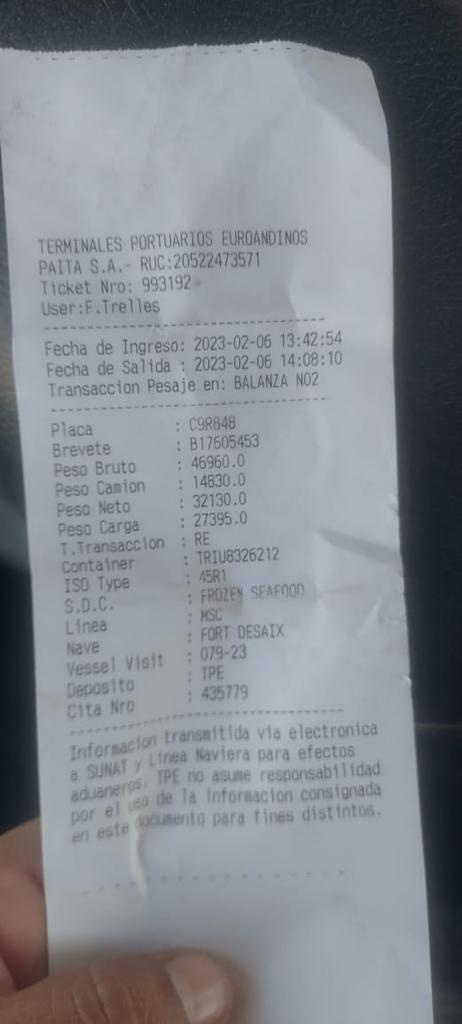 TERMINALES PORTUARIOS EUROANDINOS
PAITA S.A.- RUC:20522473571
Ticket Nro: 993192
User:F.Trelles
Fecha de Ingreso: 2023-02-06 13:42:54
Fecha de Salida : 2023-02-06 14:08:10
Transaccion Pesaje en: BALANZA NO2
Placa : C9R848
Brevete : B17605453
Peso Bruto : 46960.0
Peso Camion : 14830.0
Peso Neto : 32130.0
Peso Carga : 27395.0
T.Transaccion : RE
Container : TRIU8326212
ISO Type : 45R1
S.D.C. : FROZEN SEAFOOD
Linea : MSC
Nave : FORT DESAIX
Vessel Visit : 079-23
Deposito : TPE
Cita Nro : 435779
Informacion transmitida via electronica
a SUNAT y Linea Naviera para efectos
aduaneros. TPE no asume responsabilidad
por el uso de la informacion consignada
en este documento para fines distintos.